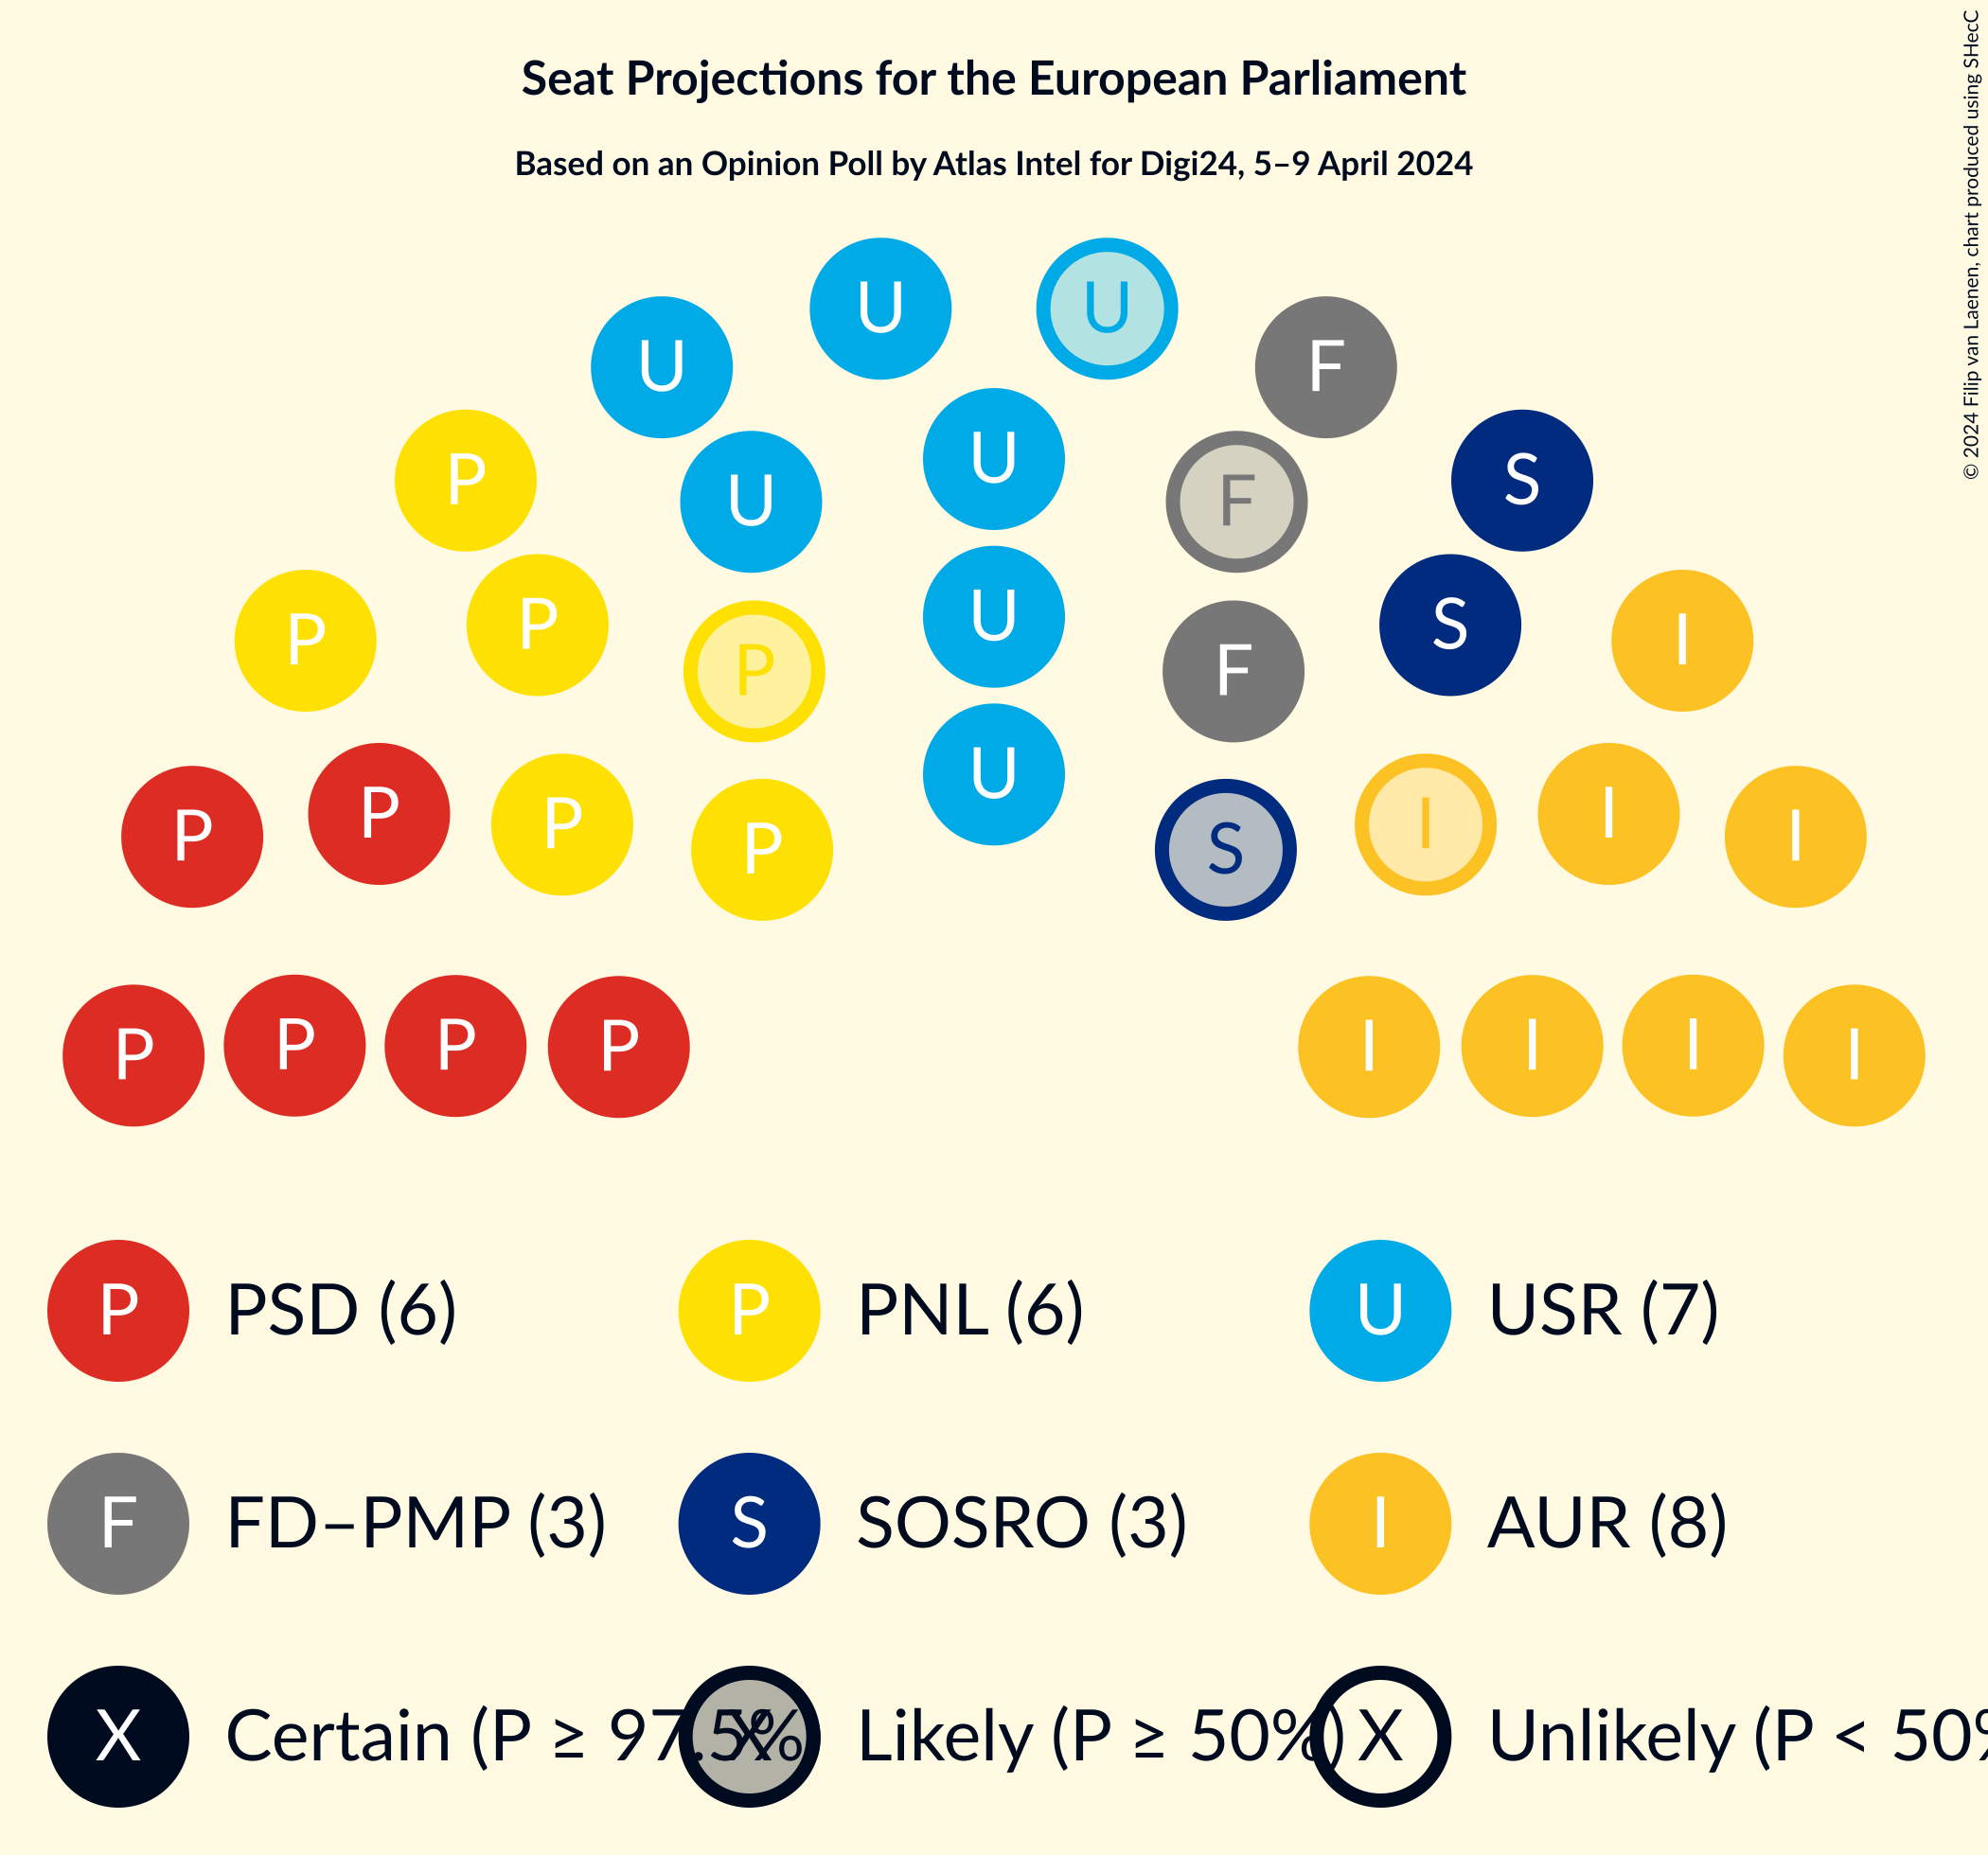 Seat Projections for the European Parliament
Based on an Opinion Poll by Atlas Intel for Digi24, 5–9 April 2024
© 2024 Filip van Laenen, chart produced using SHecC
U U
U F
P U U F S
P P P U F S I
P P P P U S I I I
P P P P I I I I
P PSD (6) P PNL (6) U USR (7)
F FD–PMP (3) S SOSRO (3) I AUR (8)
X Certain (P ≥ 97.5% X Likely (P ≥ 50%) X Unlikely (P < 50%